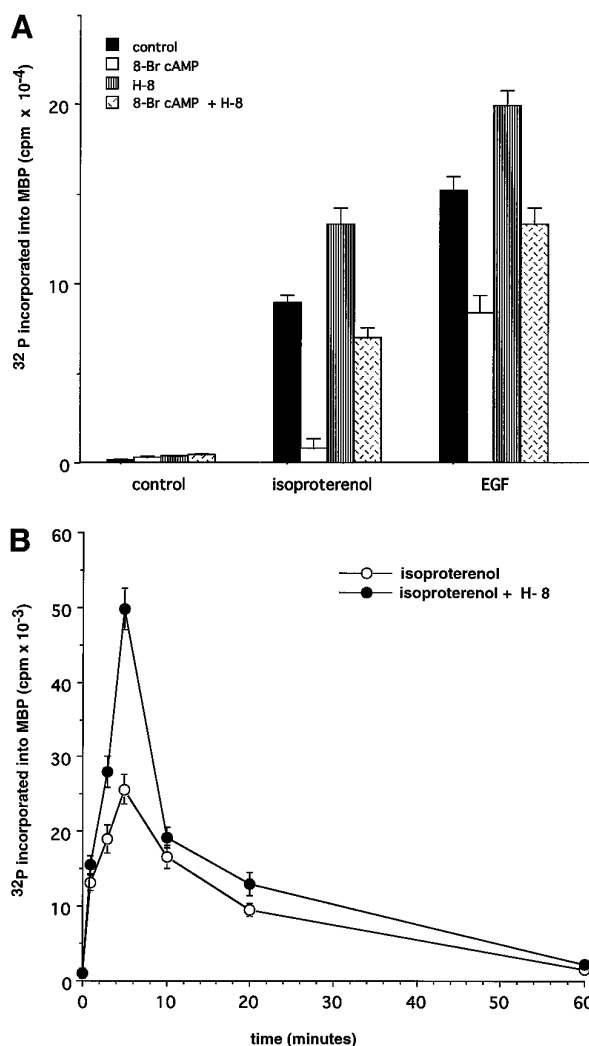 A
control
8-Br cAMP
H-8
8-Br cAMP + H-8
32 P incorporated into MBP (cpm x 10-4)
20
10
0
control isoproterenol EGF
B
isoproterenol
isoproterenol + H- 8
32P incorporated into MBP (cpm x 10-3)
60
50
40
30
20
10
0
0 10 20 30 40 50 60
time (minutes)